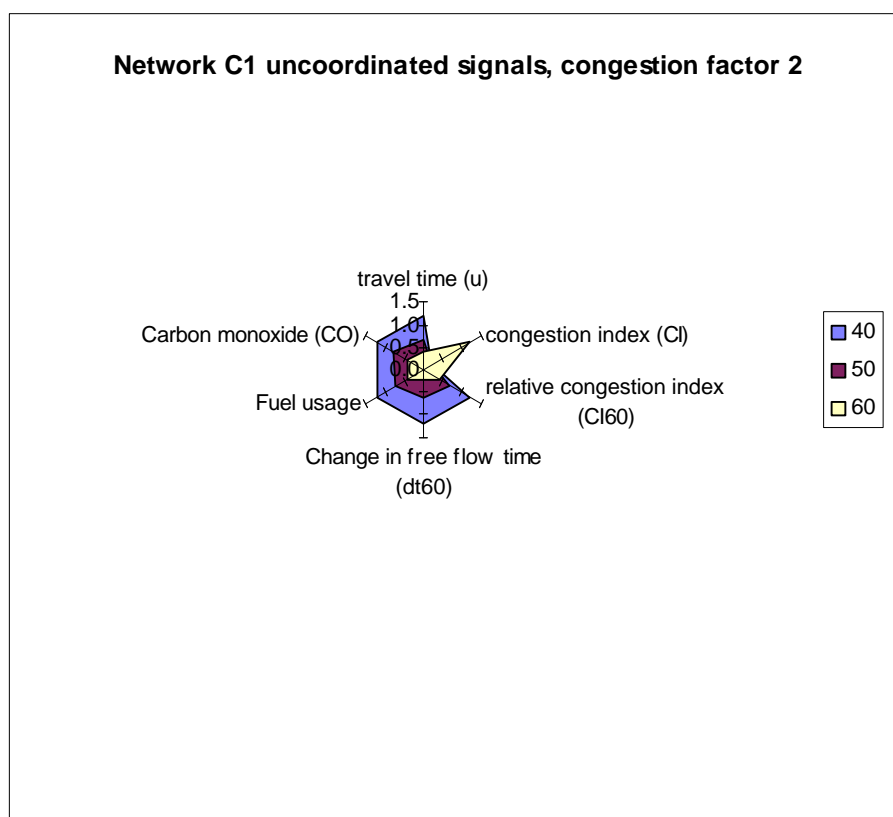 Network C1 uncoordinated signals, congestion factor 2
travel time (u)
1.5
1.0
0.5
0.0
congestion index (CI)
relative congestion index
(CI60)
Change in free flow time
(dt60)
Fuel usage
Carbon monoxide (CO)
40
50
60